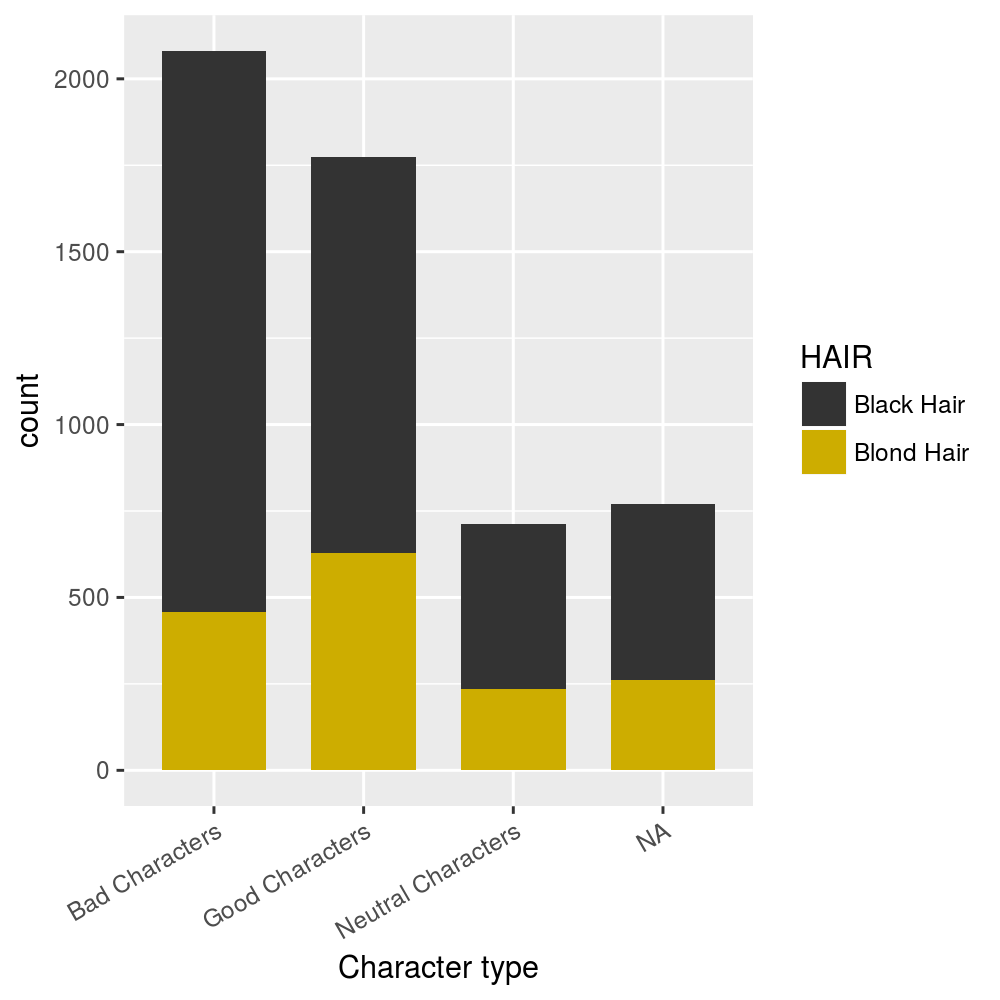 2000
1500
1000
500
0
count
Bad Characters
Good Characters
Neutral Characters
NA
Character type
HAIR
Black Hair
Blond Hair